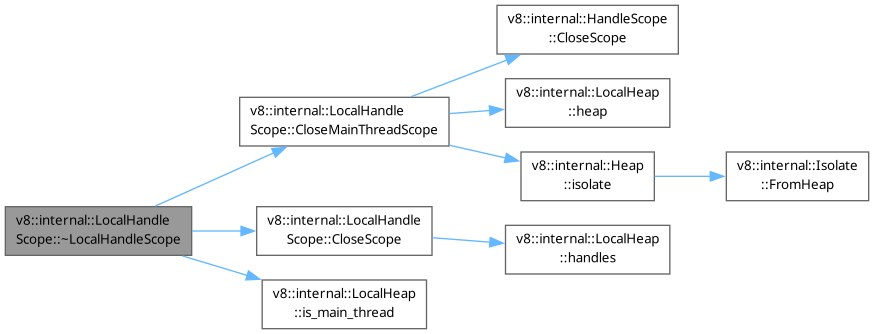 v8::internal::HandleScope
::CloseScope
v8::internal::LocalHandle
Scope::CloseMainThreadScope
v8::internal::LocalHeap
::heap
v8::internal::Heap
::isolate
v8::internal::Isolate
::FromHeap
v8::internal::LocalHandle
Scope::~LocalHandleScope
v8::internal::LocalHandle
Scope::CloseScope
v8::internal::LocalHeap
::handles
v8::internal::LocalHeap
::is_main_thread